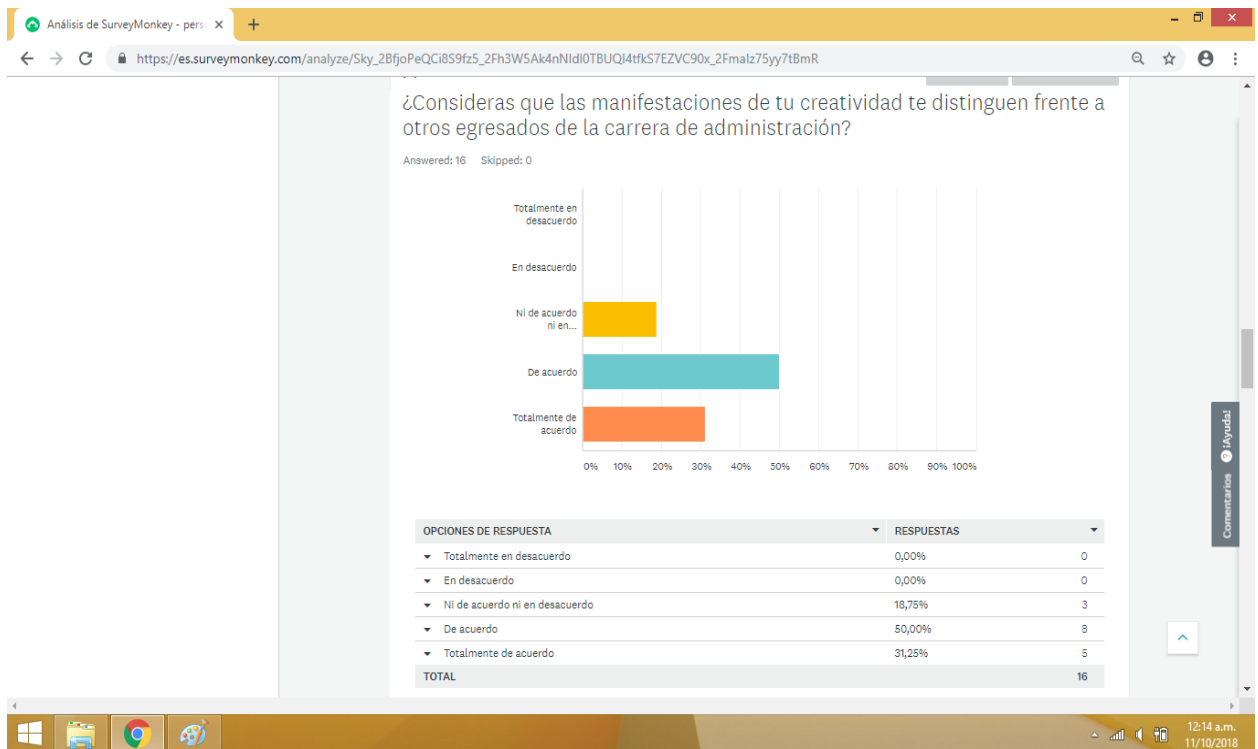 Análisis de SurveyMonkey - perso
https://es.surveymonkey.com/analyze/Sky_2BfjoPeQCi8S9fz5_2Fh3W5Ak4nNIdI0TBUQI4tfkS7EZVC90x_2Fmalz75yy7tBmR
¿Consideras que las manifestaciones de tu creatividad te distinguen frente a
otros egresados de la carrera de administración?
Answered: 16 Skipped: 0
Totalmente en
desacuerdo
En desacuerdo
Ni de acuerdo
ni en...
De acuerdo
Totalmente de
acuerdo
0% 10% 20% 30% 40% 50% 60% 70% 80% 90% 100%
OPCIONES DE RESPUESTA RESPUESTAS
Totalmente en desacuerdo 0,00% 0
En desacuerdo 0,00% 0
Ni de acuerdo ni en desacuerdo 18,75% 3
De acuerdo 50,00% 8
Totalmente de acuerdo 31,25% 5
TOTAL 16
Comentarios ? ¡Ayuda!
12:14 a.m.
11/10/2018